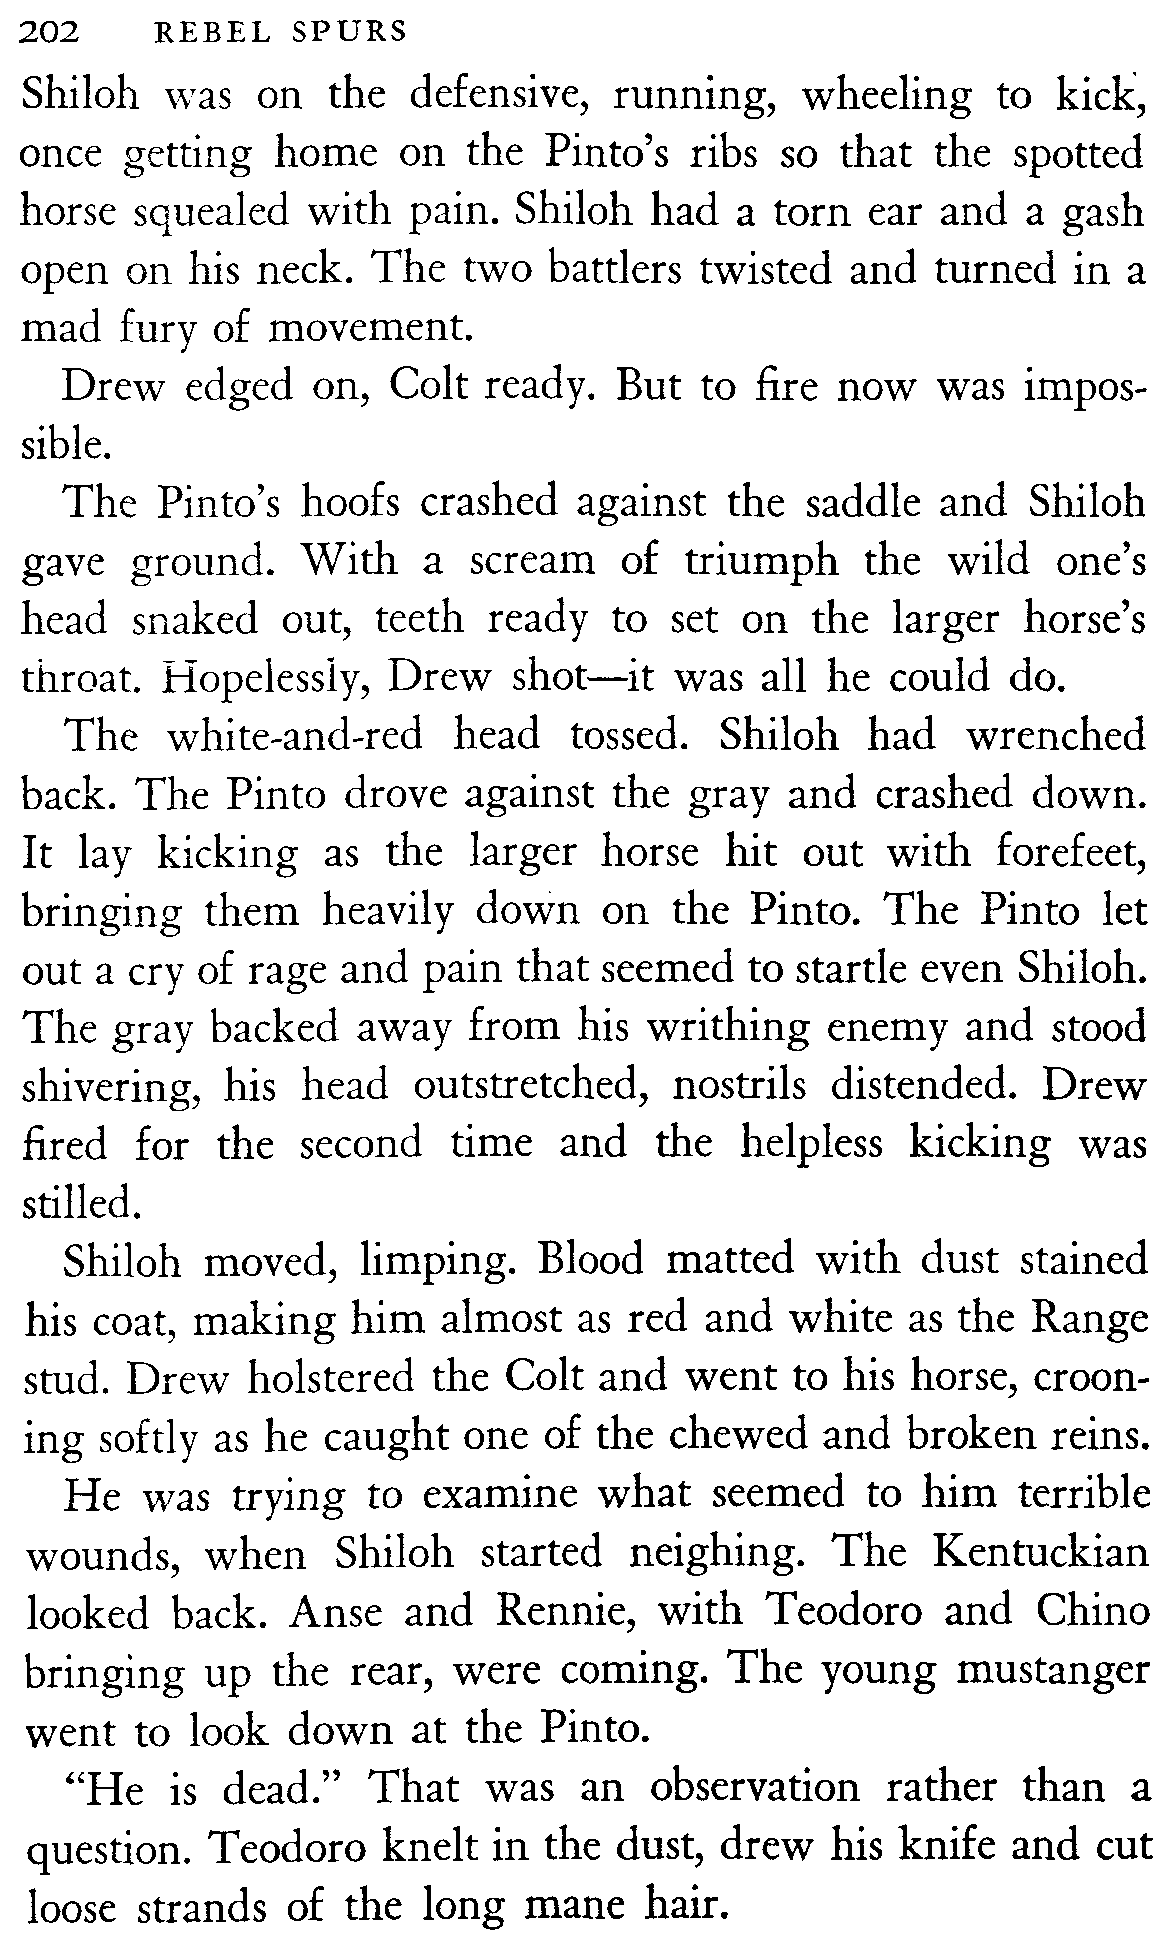 202 REBEL SPURS
Shiloh was on the defensive, running, wheeling to kick,
once getting home on the Pinto's ribs so that the spotted
horse squealed with pain. Shiloh had a torn ear and a gash
open on his neck. The two battlers twisted and turned in a
mad fury of movement.
Drew edged on, Colt ready. But to fire now was impos-
sible.
The Pinto's hoofs crashed against the saddle and Shiloh
gave ground. With a scream of triumph the wild one's
head snaked out, teeth ready to set on the larger horse's
throat. Hopelessly, Drew shot—it was all he could do.
The white-and-red head tossed. Shiloh had wrenched
back. The Pinto drove against the gray and crashed down.
It lay kicking as the larger horse hit out with forefeet,
bringing them heavily down on the Pinto. The Pinto let
out a cry of rage and pain that seemed to startle even Shiloh.
The gray backed away from his writhing enemy and stood
shivering, his head outstretched, nostrils distended. Drew
fired for the second time and the helpless kicking was
stilled.
Shiloh moved, limping. Blood matted with dust stained
his coat, making him almost as red and white as the Range
stud. Drew holstered the Colt and went to his horse, croon-
ing softly as he caught one of the chewed and broken reins.
He was trying to examine what seemed to him terrible
wounds, when Shiloh started neighing. The Kentuckian
looked back. Anse and Rennie, with Teodoro and Chino
bringing up the rear, were coming. The young mustanger
went to look down at the Pinto.
“He is dead.” That was an observation rather than a
question. Teodoro knelt in the dust, drew his knife and cut
loose strands of the long mane hair.